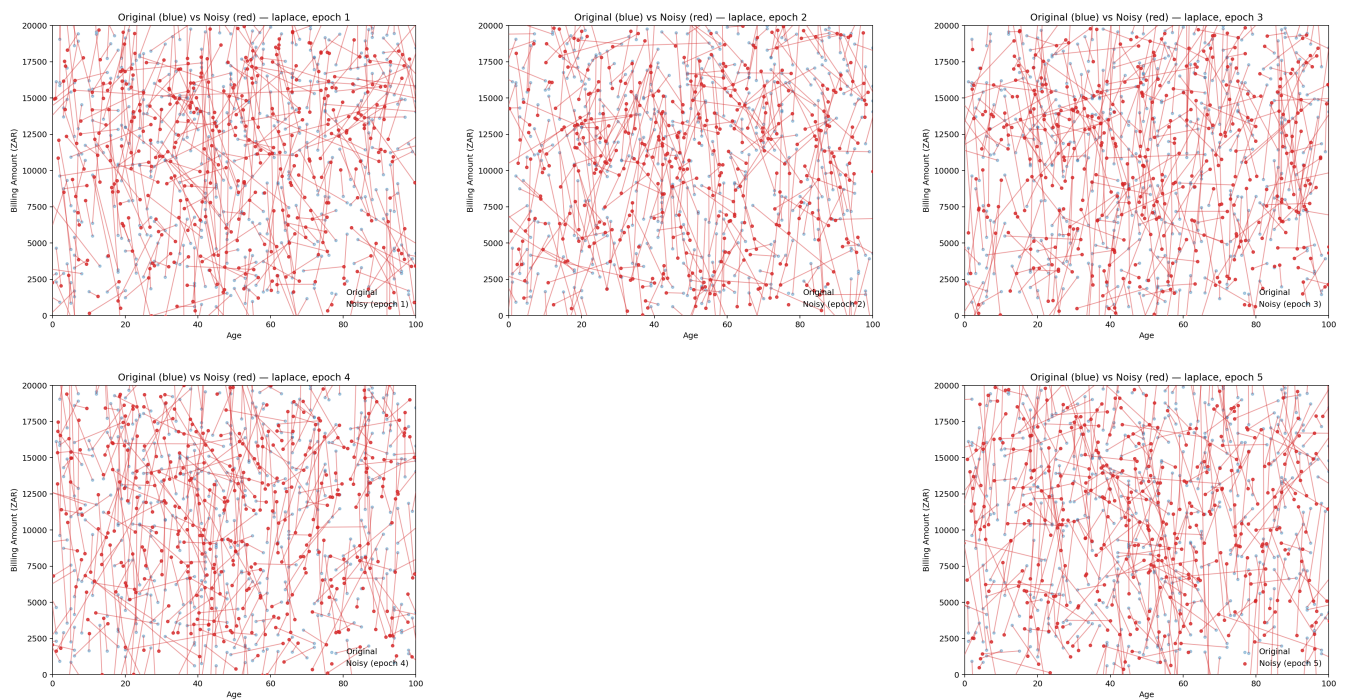 Original (blue) vs Noisy (red) — laplace, epoch 1
20000
17500
15000
12500
10000
7500
5000
2500
0
Billing Amount (ZAR)
Original
Noisy (epoch 1)
0 20 40 60 80 100
Age
Original (blue) vs Noisy (red) — laplace, epoch 2
20000
17500
15000
12500
10000
7500
5000
2500
0
Billing Amount (ZAR)
Original
Noisy (epoch 2)
0 20 40 60 80 100
Age
Original (blue) vs Noisy (red) — laplace, epoch 3
20000
17500
15000
12500
10000
7500
5000
2500
0
Billing Amount (ZAR)
Original
Noisy (epoch 3)
0 20 40 60 80 100
Age
Original (blue) vs Noisy (red) — laplace, epoch 4
20000
17500
15000
12500
10000
7500
5000
2500
0
Billing Amount (ZAR)
Original
Noisy (epoch 4)
0 20 40 60 80 100
Age
Original (blue) vs Noisy (red) — laplace, epoch 5
20000
17500
15000
12500
10000
7500
5000
2500
0
Billing Amount (ZAR)
Original
Noisy (epoch 5)
0 20 40 60 80 100
Age